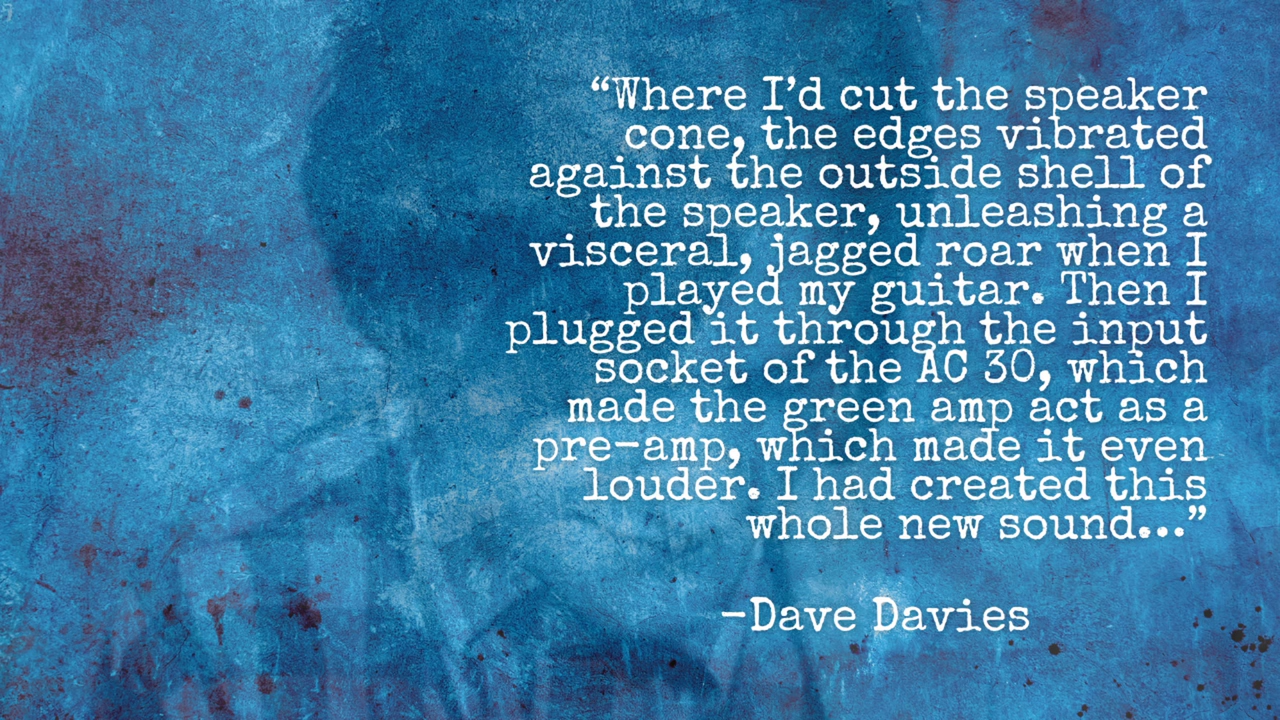 “Where I’d cut the speaker
cone, the edges vibrated
against the outside shell of
the speaker, unleashing a
visceral, jagged roar when I
played my guitar. Then I
plugged it through the input
socket of the AC 30, which
made the green amp act as a
pre-amp, which made it even
louder. I had created this
whole new sound...”
-Dave Davies